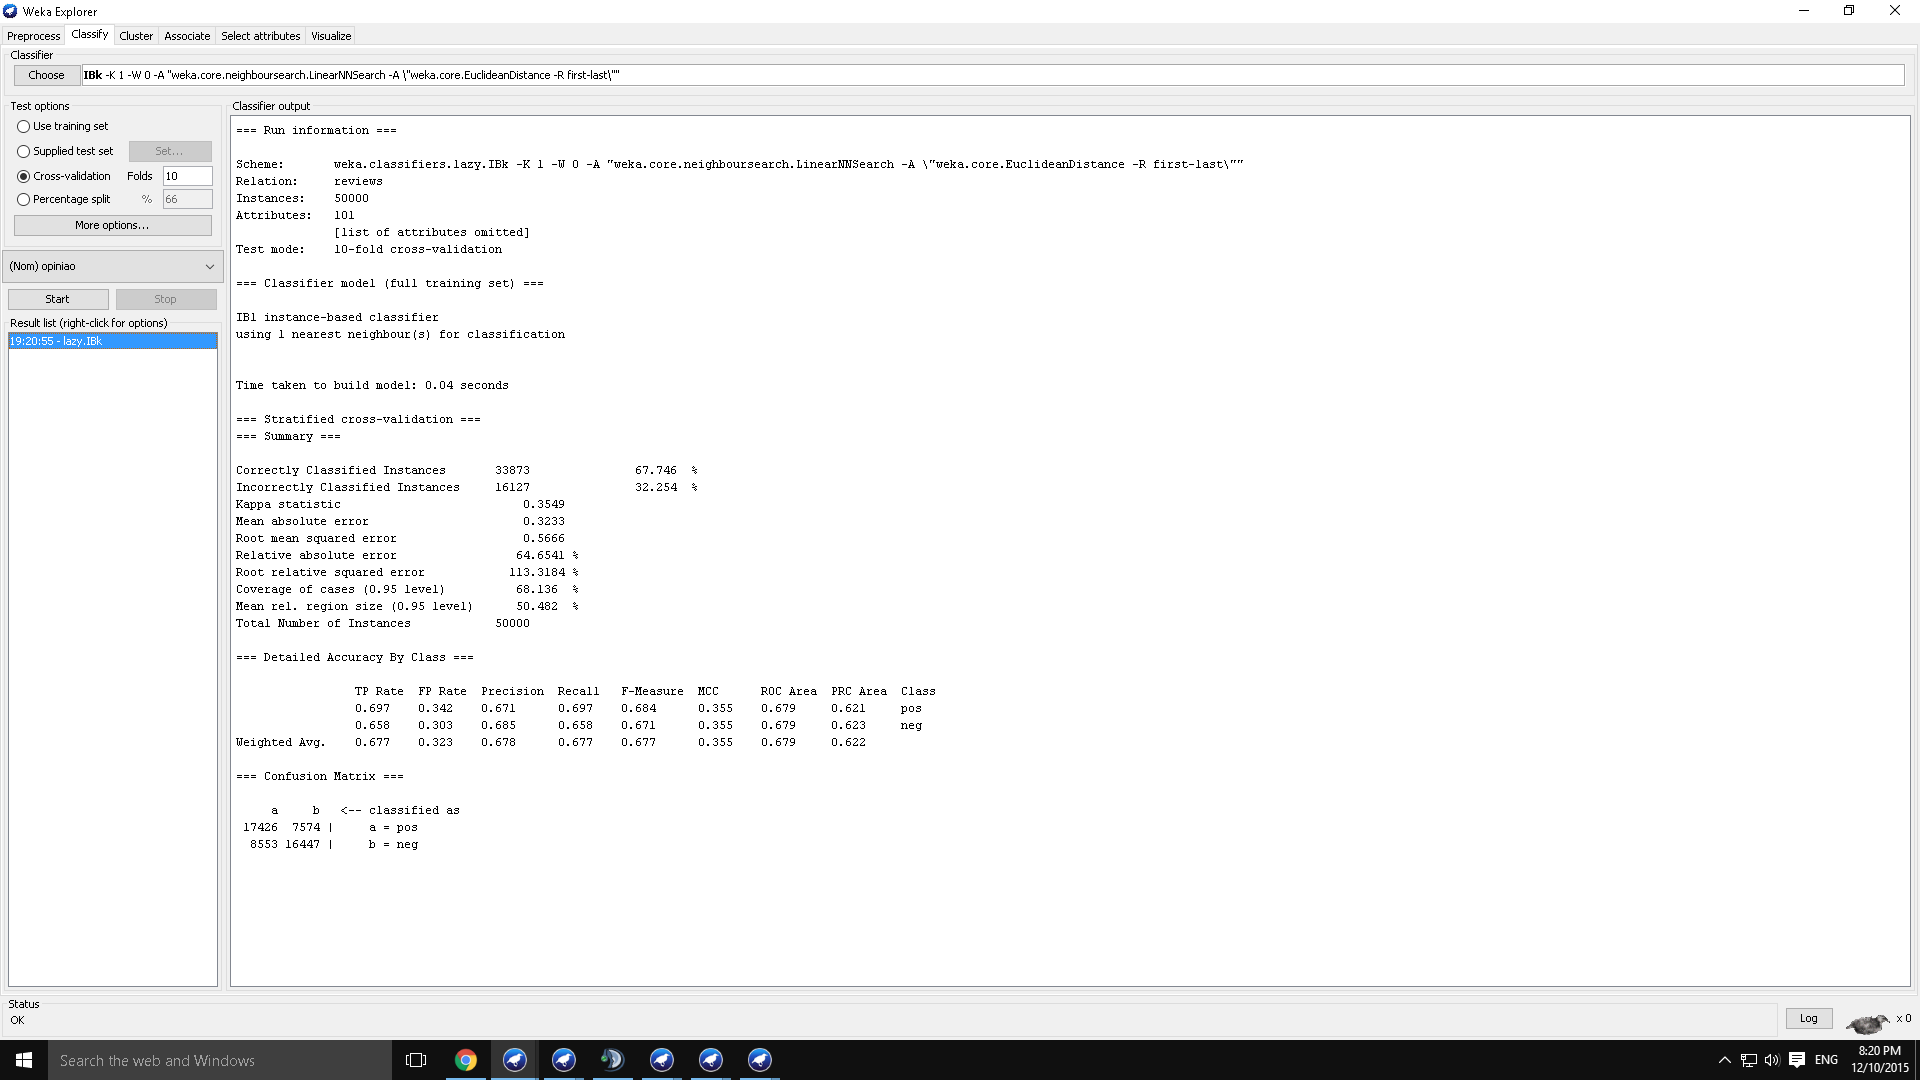 Weka Explorer
Preprocess Classify Cluster Associate Select attributes Visualize
Classifier
Choose IBk -K 1 -W 0 -A "weka.core.neighboursearch.LinearNNSearch -A \"weka.core.EuclideanDistance -R first-last\""
Test options
Use training set
Supplied test set Set...
Cross-validation Folds 10
Percentage split % 66
More options...
(Nom) opiniao
Start Stop
Result list (right-click for options)
19:20:55 - lazy.IBk
Classifier output
=== Run information ===
Scheme: weka.classifiers.lazy.IBk -K 1 -W 0 -A "weka.core.neighboursearch.LinearNNSearch -A \"weka.core.EuclideanDistance -R first-last\""
Relation: reviews
Instances: 50000
Attributes: 101
[list of attributes omitted]
Test mode: 10-fold cross-validation
=== Classifier model (full training set) ===
IB1 instance-based classifier
using 1 nearest neighbour(s) for classification
Time taken to build model: 0.04 seconds
=== Stratified cross-validation ===
=== Summary ===
Correctly Classified Instances 33873 67.746 %
Incorrectly Classified Instances 16127 32.254 %
Kappa statistic 0.3549
Mean absolute error 0.3233
Root mean squared error 0.5666
Relative absolute error 64.6541 %
Root relative squared error 113.3184 %
Coverage of cases (0.95 level) 68.136 %
Mean rel. region size (0.95 level) 50.482 %
Total Number of Instances 50000
=== Detailed Accuracy By Class ===
TP Rate FP Rate Precision Recall F-Measure MCC ROC Area PRC Area Class
0.697 0.342 0.671 0.697 0.684 0.355 0.679 0.621 pos
0.658 0.303 0.685 0.658 0.671 0.355 0.679 0.623 neg
Weighted Avg. 0.677 0.323 0.678 0.677 0.677 0.355 0.679 0.622
=== Confusion Matrix ===
a b <-- classified as
17426 7574 | a = pos
8553 16447 | b = neg
Status
OK
Log x 0
Search the web and Windows
ENG
8:20 PM
12/10/2015